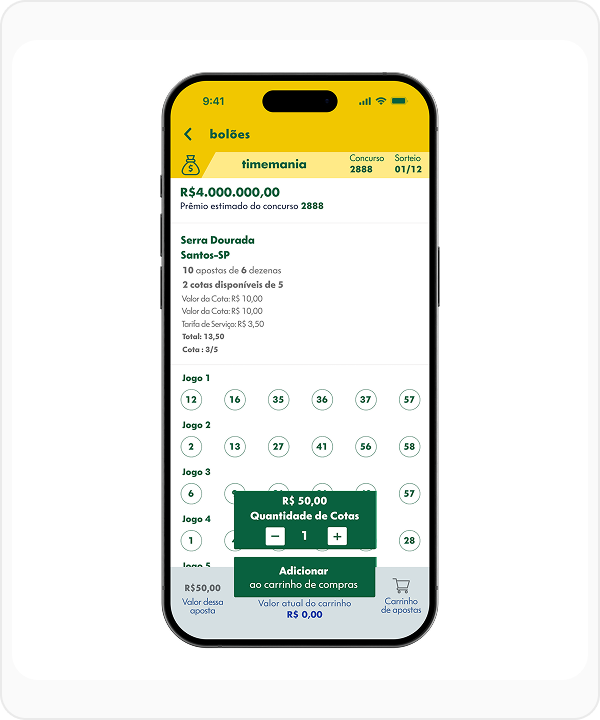 9:41
bolões
timemania
Concurso
2888
Sorteio
01/12
R$4.000.000,00
Prêmio estimado do concurso 2888
Serra Dourada
Santos-SP
10 apostas de 6 dezenas
2 cotas disponíveis de 5
Valor da Cota: R$ 10,00
Valor da Cota: R$ 10,00
Tarifa de Serviço: R$ 3,50
Total: 13,50
Cota : 3/5
Jogo 1
12 16 35 36 37 57
Jogo 2
2 13 27 41 56 58
Jogo 3
6 57
Jogo 4
1 28
R$ 50,00
Quantidade de Cotas
− 1 +
Adicionar
ao carrinho de compras
R$50,00
Valor dessa
aposta
Valor atual do carrinho
R$ 0,00
Carrinho
de apostas